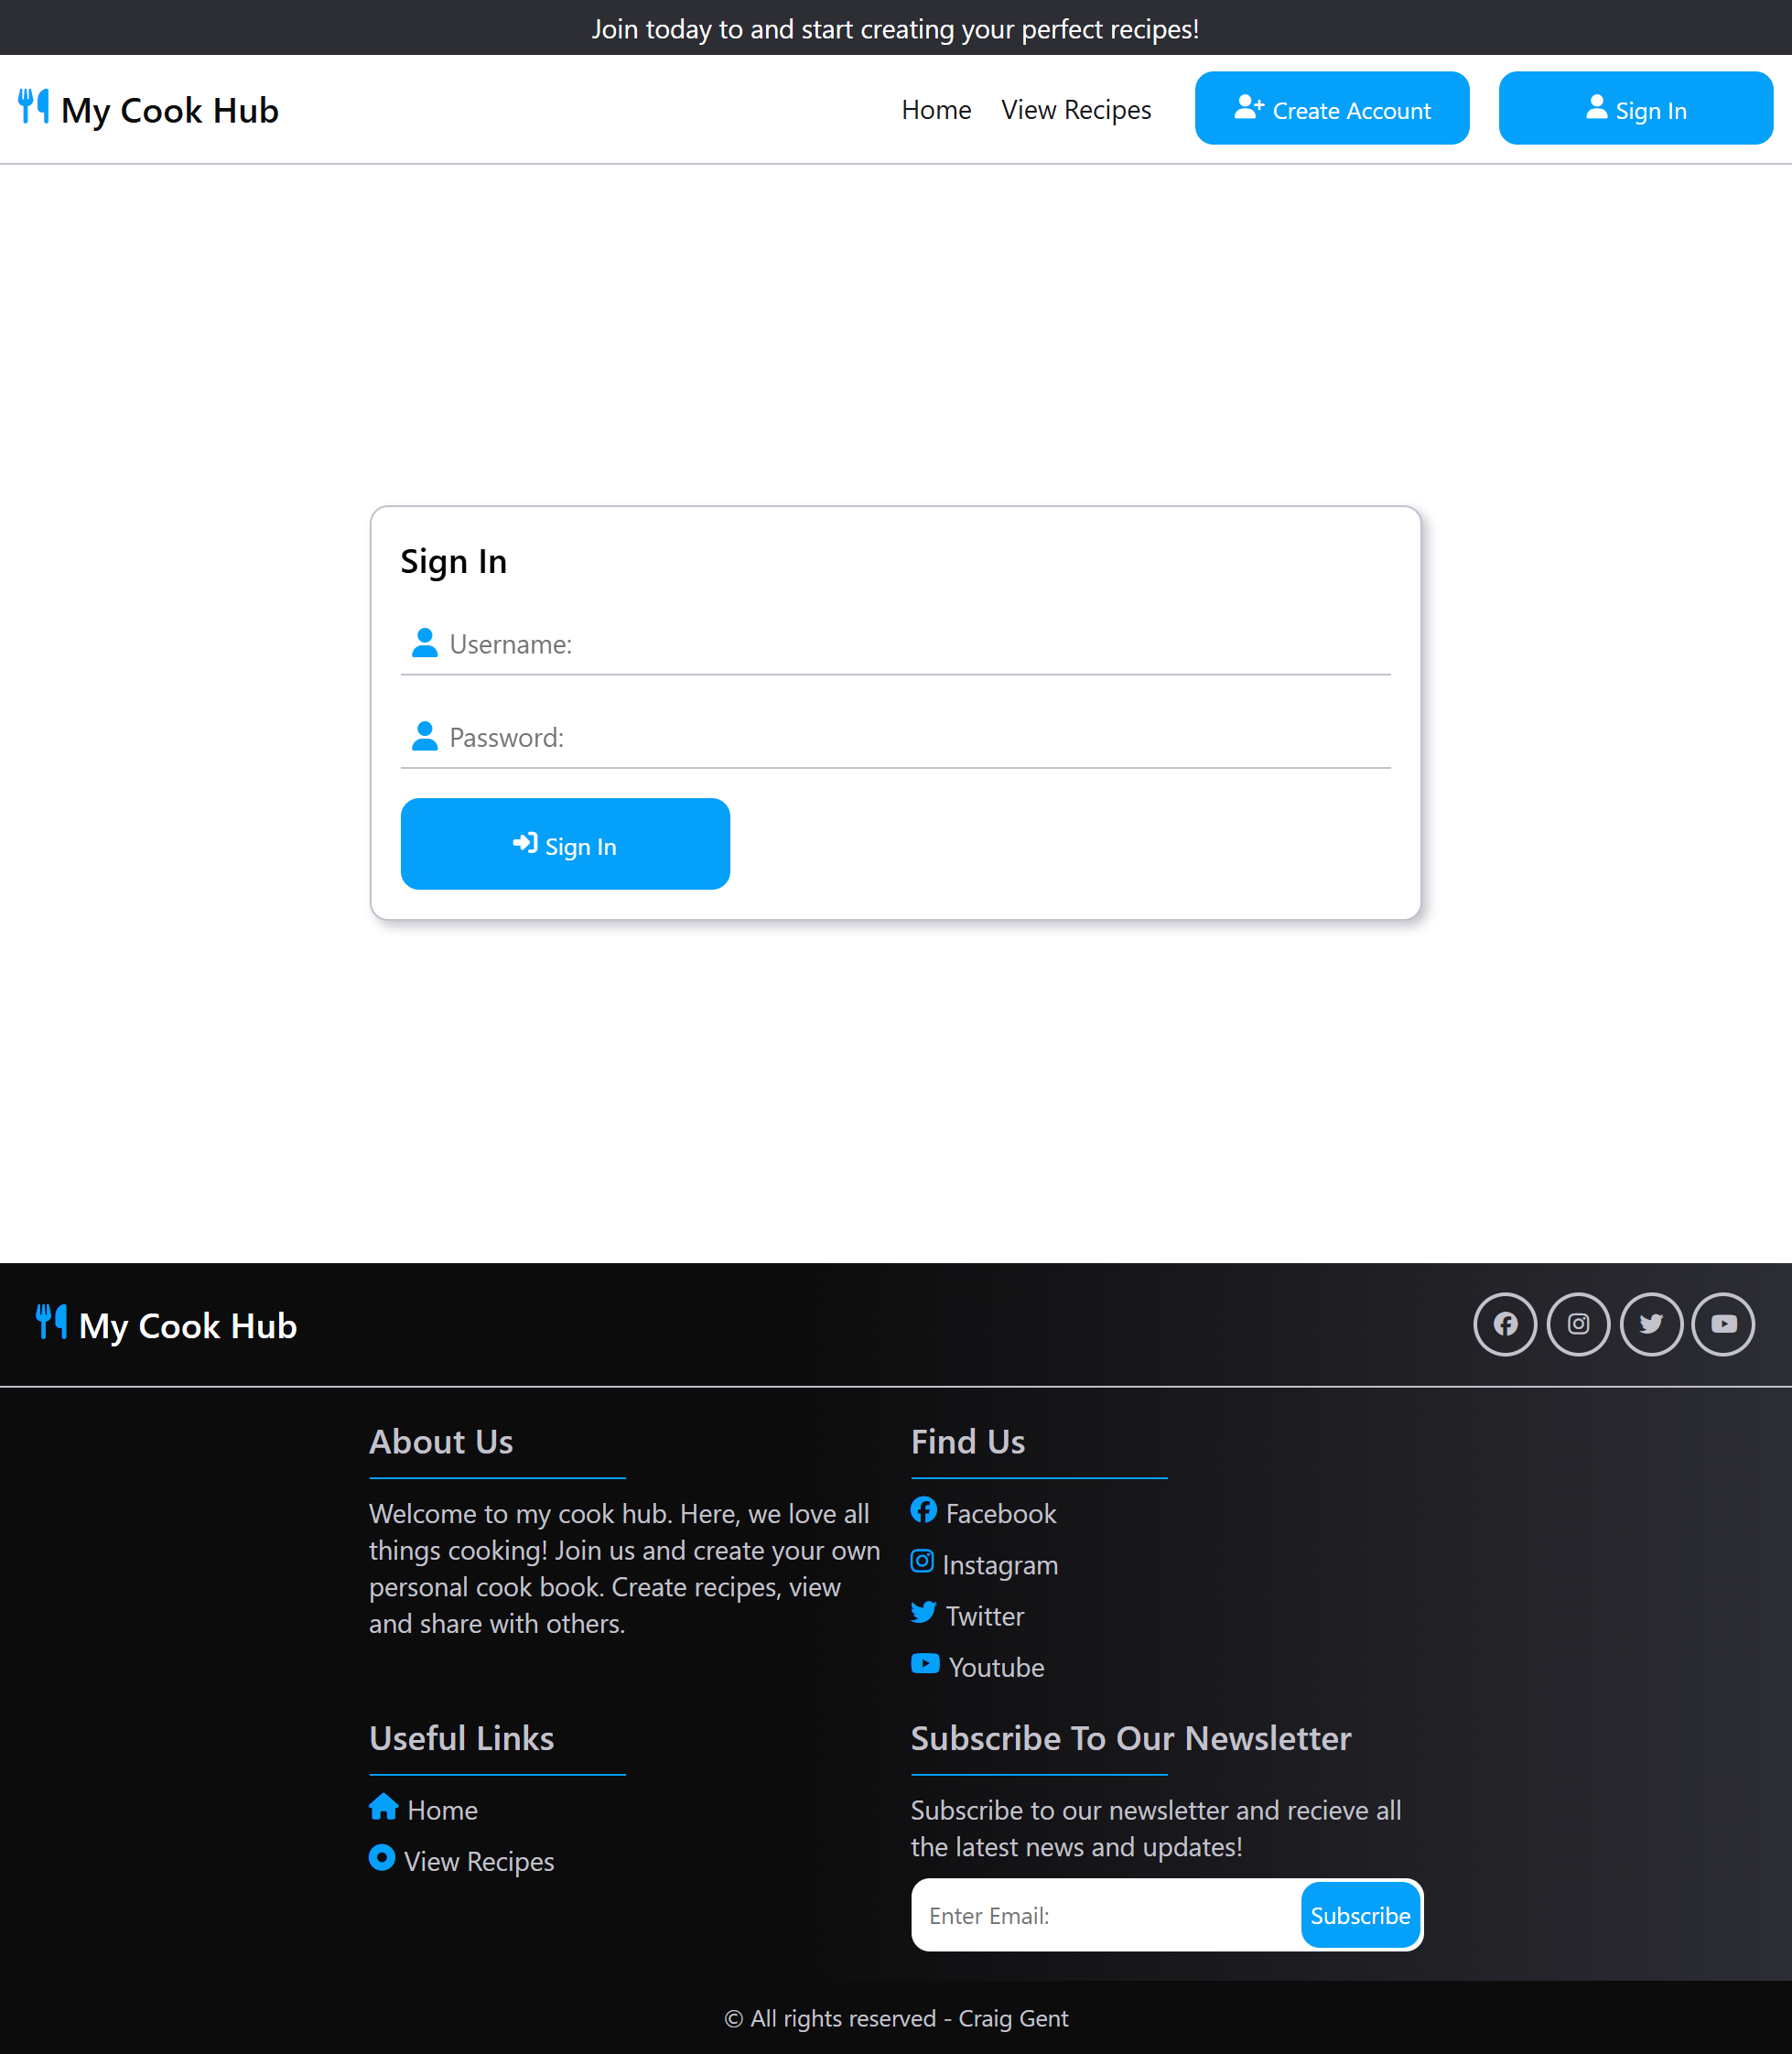 Join today to and start creating your perfect recipes!
My Cook Hub
Home
View Recipes
Create Account
Sign In
Sign In
Username:
Password:
Sign In
My Cook Hub
About Us
Welcome to my cook hub. Here, we love all
things cooking! Join us and create your own
personal cook book. Create recipes, view
and share with others.
Find Us
Facebook
Instagram
Twitter
Youtube
Useful Links
Home
View Recipes
Subscribe To Our Newsletter
Subscribe to our newsletter and recieve all
the latest news and updates!
Enter Email:
Subscribe
© All rights reserved - Craig Gent